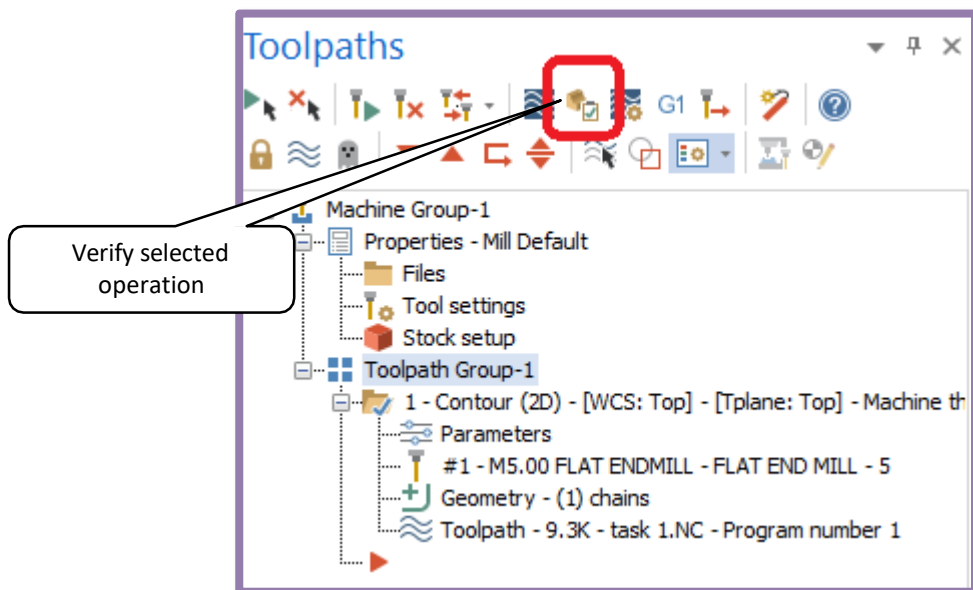 Toolpaths
G1
Machine Group-1
Verify selected
operation
Properties - Mill Default
Files
Tool settings
Stock setup
Toolpath Group-1
1 - Contour (2D) - [WCS: Top] - [Tplane: Top] - Machine th
Parameters
#1 - M5.00 FLAT ENDMILL - FLAT END MILL - 5
Geometry - (1) chains
Toolpath - 9.3K - task 1.NC - Program number 1